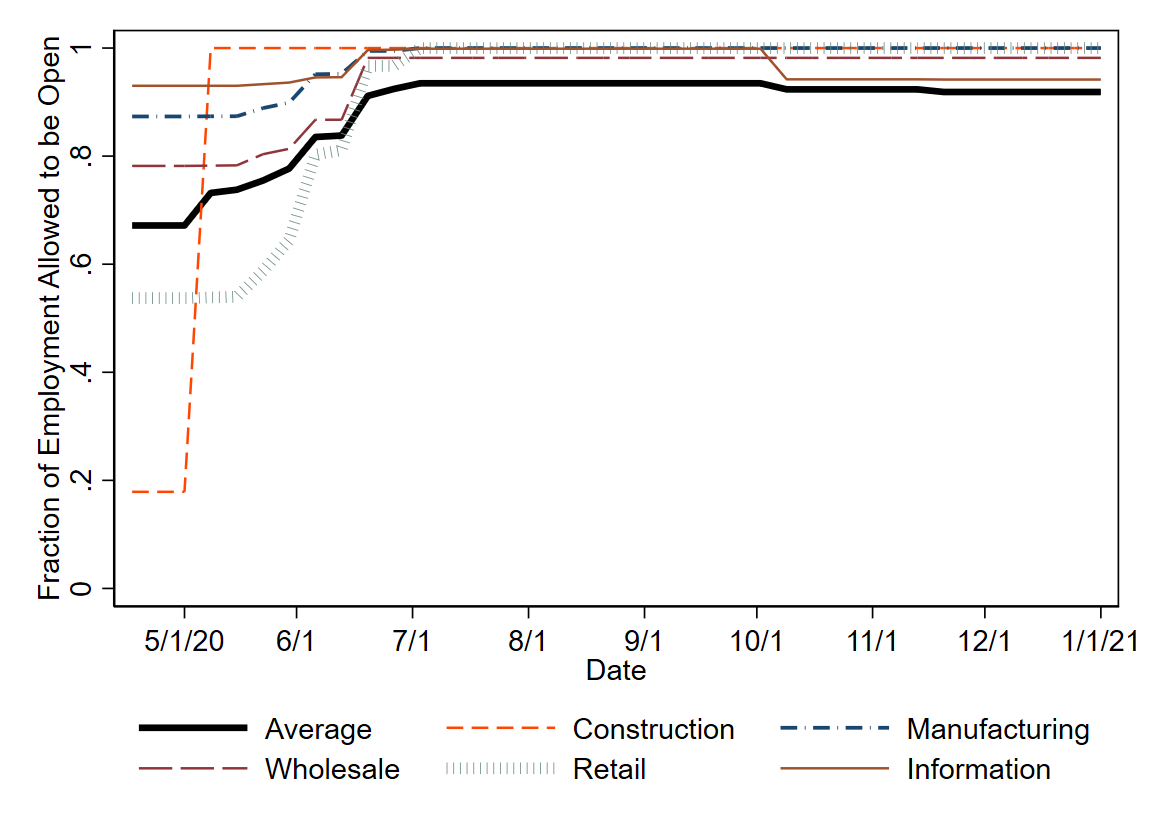 Fraction of Employment Allowed to be Open
1
.8
.6
.4
.2
0
5/1/20 6/1 7/1 8/1 9/1 10/1 11/1 12/1 1/1/21
Date
Average Construction Manufacturing
Wholesale Retail Information